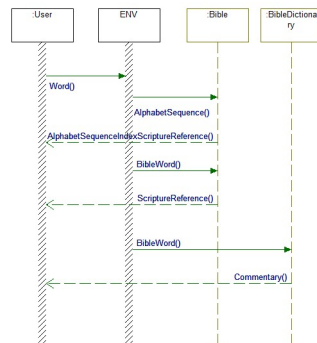 :User
ENV
:Bible
:BibleDictiona
ry
Word()
AlphabetSequence()
AlphabetSequenceIndexScriptureReference()
BibleWord()
ScriptureReference()
BibleWord()
Commentary()